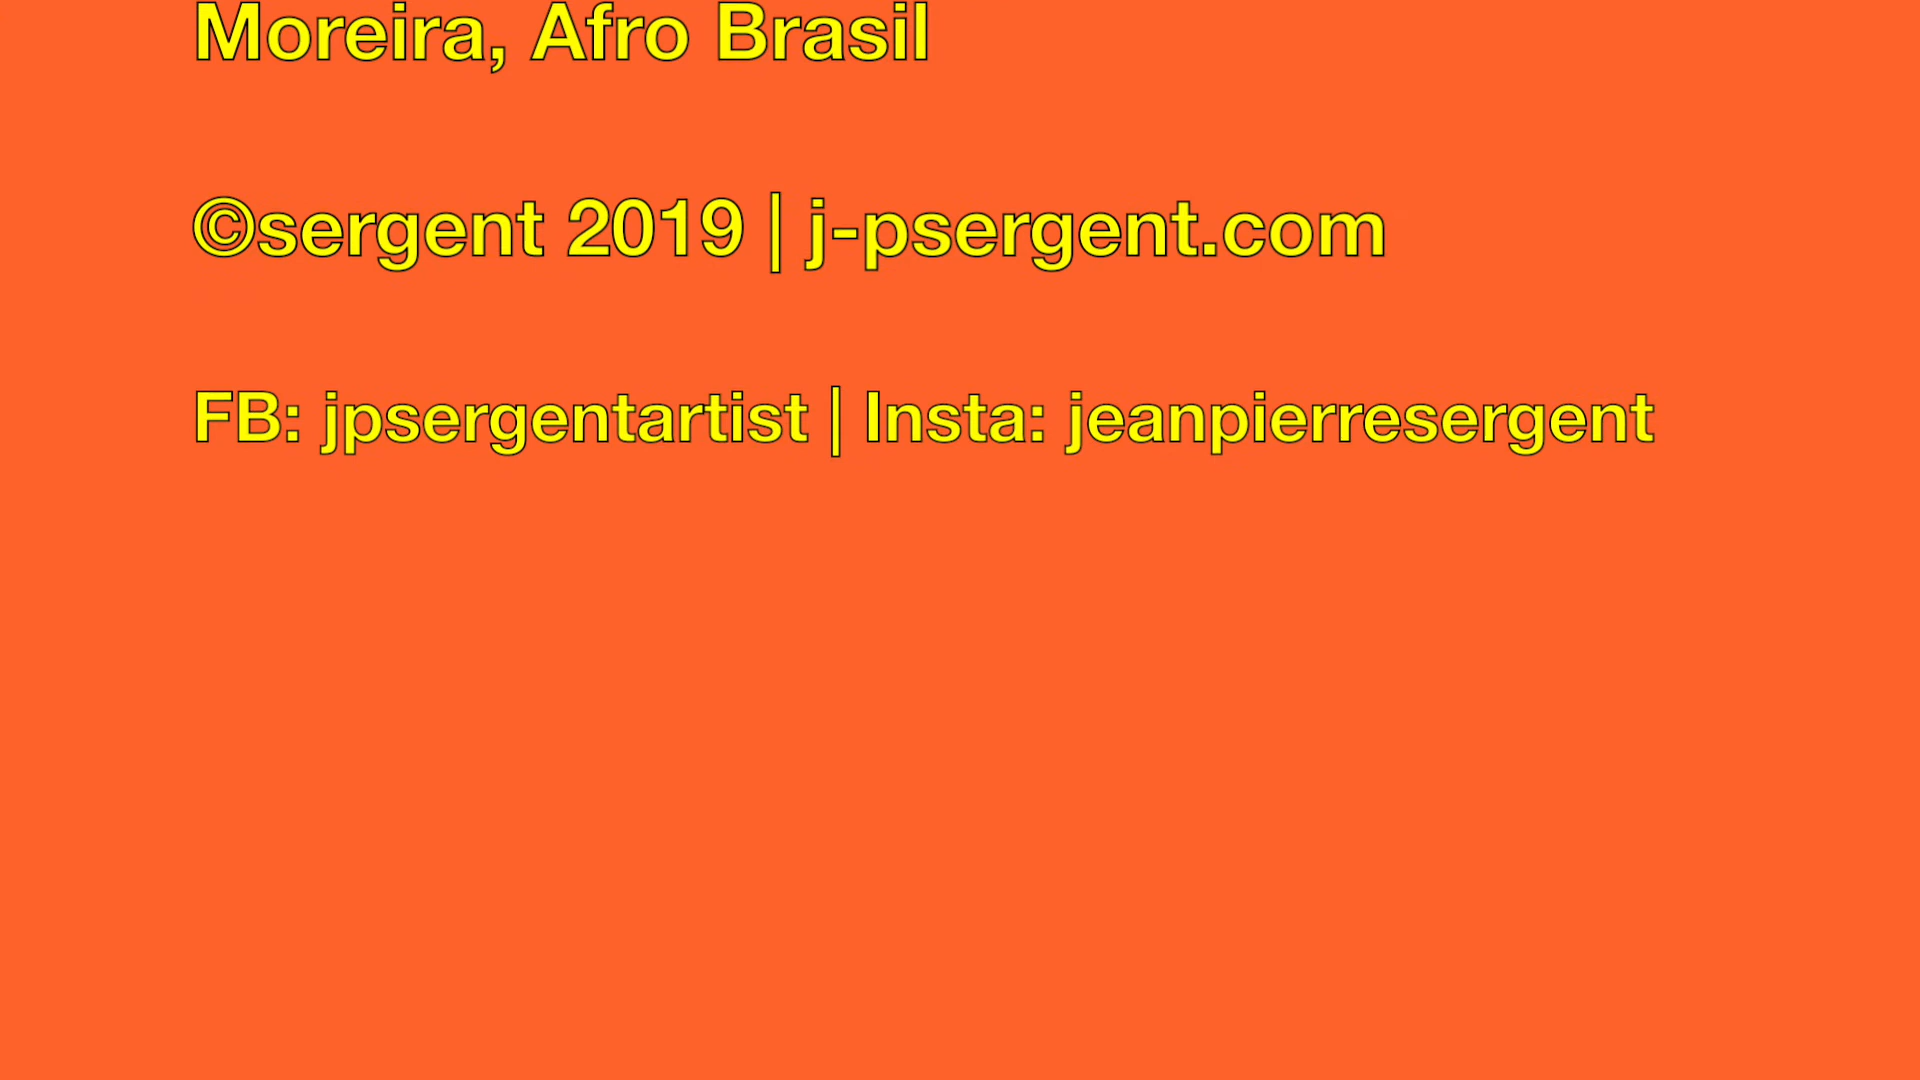 Moreira, Afro Brasil
©sergent 2019 | j-psergent.com
FB: jpsergentartist | Insta: jeanpierresergent